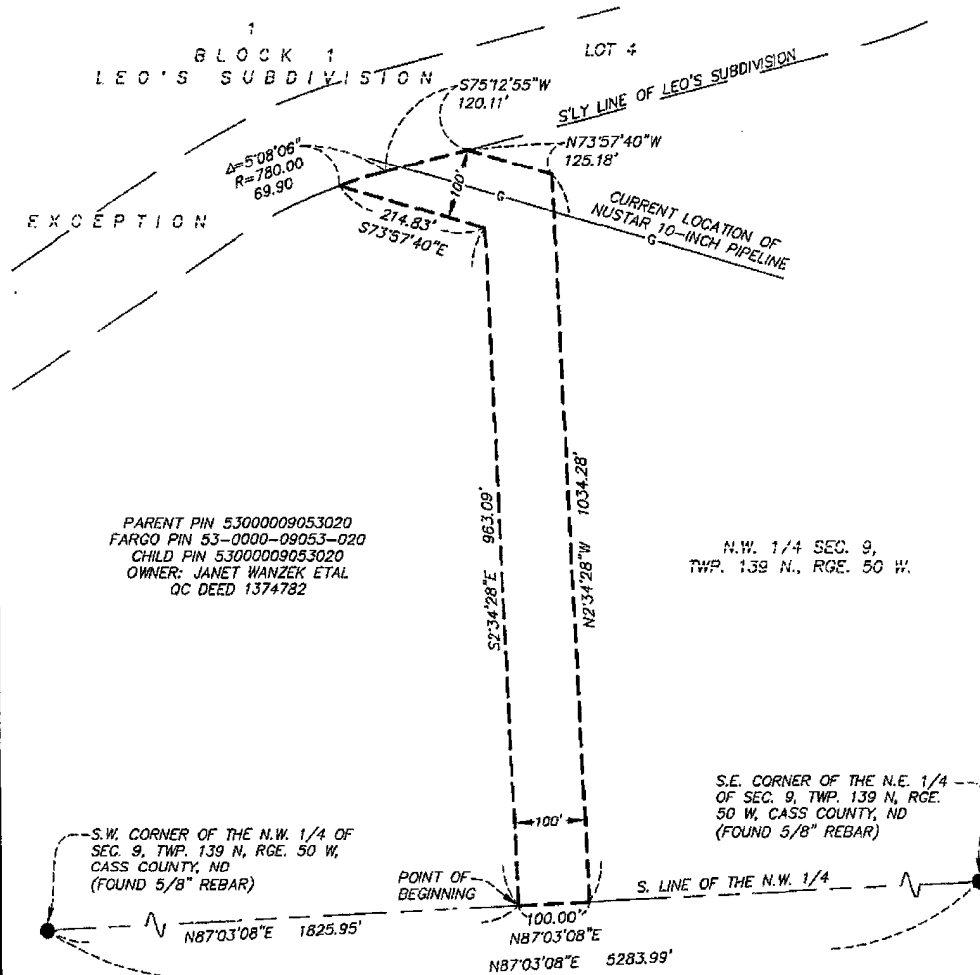 1
BLOCK 1
LEO'S SUBDIVISION
LOT 4
S75°12'55"W
120.11'
S'LY LINE OF LEO'S SUBDIVISION
N73°57'40"W
125.18'
Δ=5°08'06"
R=780.00
69.90
EXCEPTION
100'
G
214.83'
S73°57'40"E
CURRENT LOCATION OF
NUSTAR 10-INCH PIPELINE
G
S2°34'28"E 963.09'
N2°34'28"W 1034.28'
PARENT PIN 53000009053020
FARGO PIN 53-0000-09053-020
CHILD PIN 53000009053020
OWNER: JANET WANZEK ETAL
QC DEED 1374782
N.W. 1/4 SEC. 9,
TWP. 139 N., RGE. 50 W.
S.E. CORNER OF THE N.E. 1/4
OF SEC. 9, TWP. 139 N, RGE.
50 W, CASS COUNTY, ND
(FOUND 5/8" REBAR)
100'
S.W. CORNER OF THE N.W. 1/4 OF
SEC. 9, TWP. 139 N, RGE. 50 W,
CASS COUNTY, ND
(FOUND 5/8" REBAR)
POINT OF
BEGINNING
S. LINE OF THE N.W. 1/4
N87°03'08"E 1825.95'
100.00'
N87°03'08"E
N87°03'08"E 5283.99'